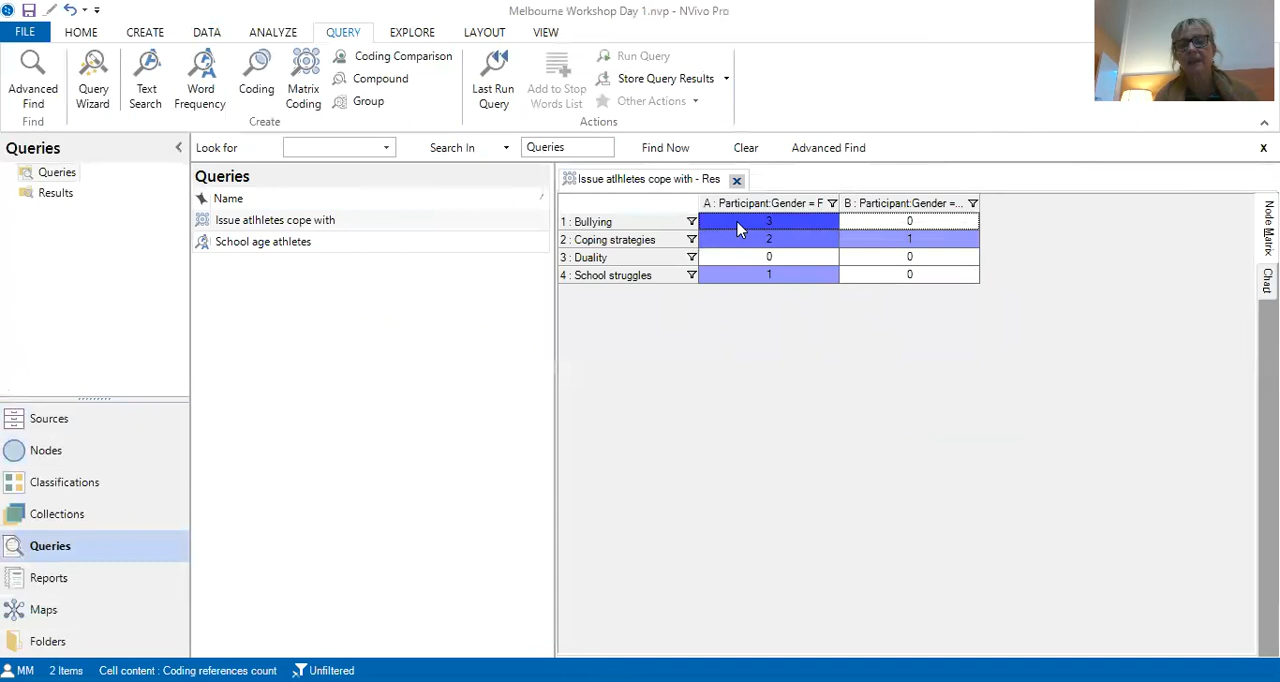 Melbourne Workshop Day 1.nvp - NVivo Pro
FILE HOME CREATE DATA ANALYZE QUERY EXPLORE LAYOUT VIEW
Advanced Find
Find
Query Wizard
Text Search
Word Frequency
Coding
Matrix Coding
Coding Comparison
Compound
Group
Create
Last Run Query
Add to Stop Words List
Run Query
Store Query Results
Other Actions
Actions
Queries
Look for Search In Queries Find Now Clear Advanced Find x
Queries
Results
Queries
Name
Issue atlhletes cope with
School age athletes
Issue atlhletes cope with - Res
A : Participant:Gender = F B : Participant:Gender =...
1 : Bullying 3 0
2 : Coping strategies 2 1
3 : Duality 0 0
4 : School struggles 1 0
Node Matrix
Chart
Sources
Nodes
Classifications
Collections
Queries
Reports
Maps
Folders
MM 2 Items Cell content : Coding references count Unfiltered